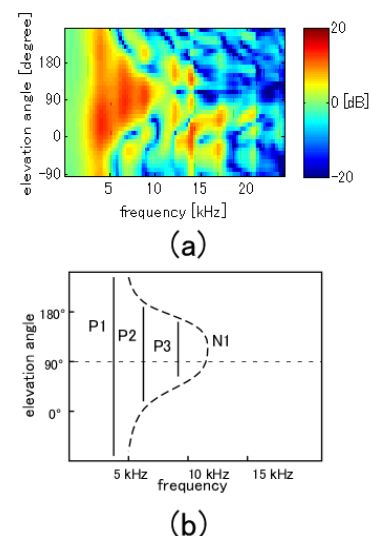 20
0 [dB]
-20
elevation angle [degree]
180
90
0
-90
5
10
15
20
frequency [kHz]
(a)
elevation angle
180°
90°
0°
P1
P2
P3
N1
5 kHz
10 kHz
15 kHz
frequency
(b)